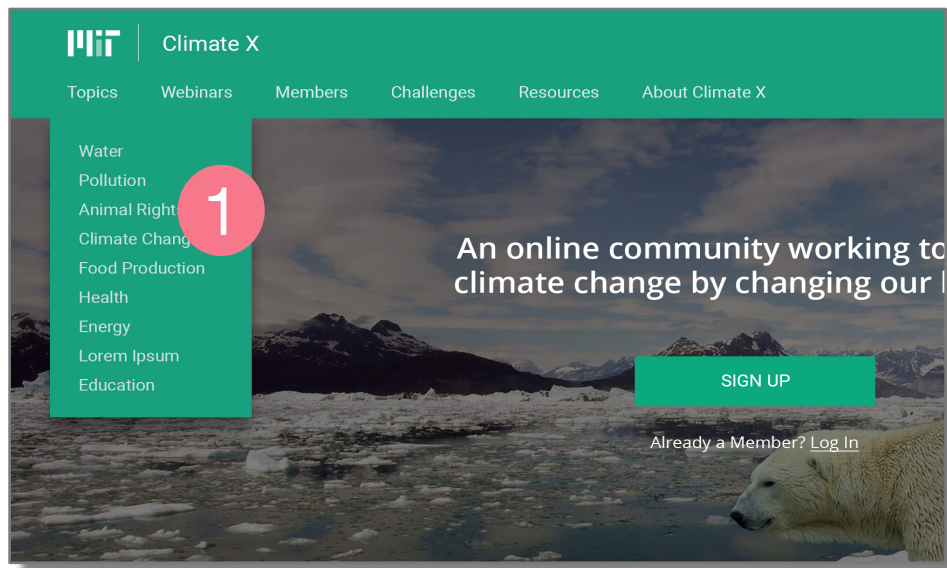 MIT
Climate X
Topics Webinars Members Challenges Resources About Climate X
Water
Pollution
1
Animal Rights
Climate Chang
Food Production
Health
Energy
Lorem Ipsum
Education
An online community working to
climate change by changing our
SIGN UP
Already a Member? Log In